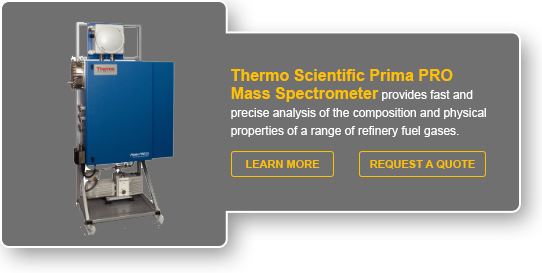 Thermo
Thermo Scientific Prima PRO
Mass Spectrometer provides fast and
precise analysis of the composition and physical
properties of a range of refinery fuel gases.
LEARN MORE
REQUEST A QUOTE